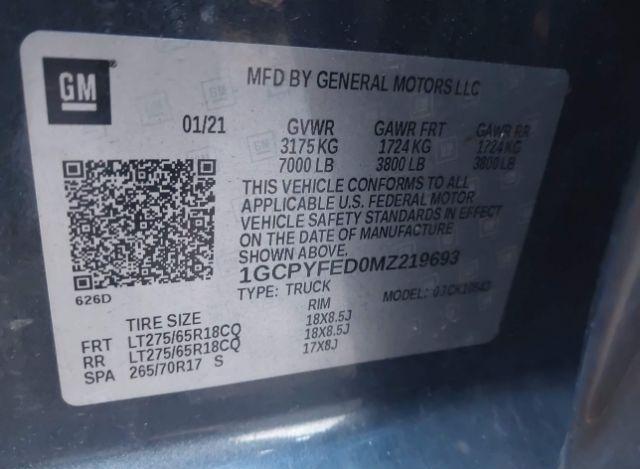 GM
MFD BY GENERAL MOTORS LLC
01/21 GVWR GAWR FRT GAWR RR
3175 KG 1724 KG 1724 KG
7000 LB 3800 LB 3800 LB
THIS VEHICLE CONFORMS TO ALL
APPLICABLE U.S. FEDERAL MOTOR
VEHICLE SAFETY STANDARDS IN EFFECT
ON THE DATE OF MANUFACTURE
SHOWN ABOVE.
1GCPYFED0MZ219693
626D TYPE: TRUCK MODEL:
TIRE SIZE RIM
FRT LT275/65R18CQ 18X8.5J
RR LT275/65R18CQ 18X8.5J
SPA 265/70R17 S 17X8J